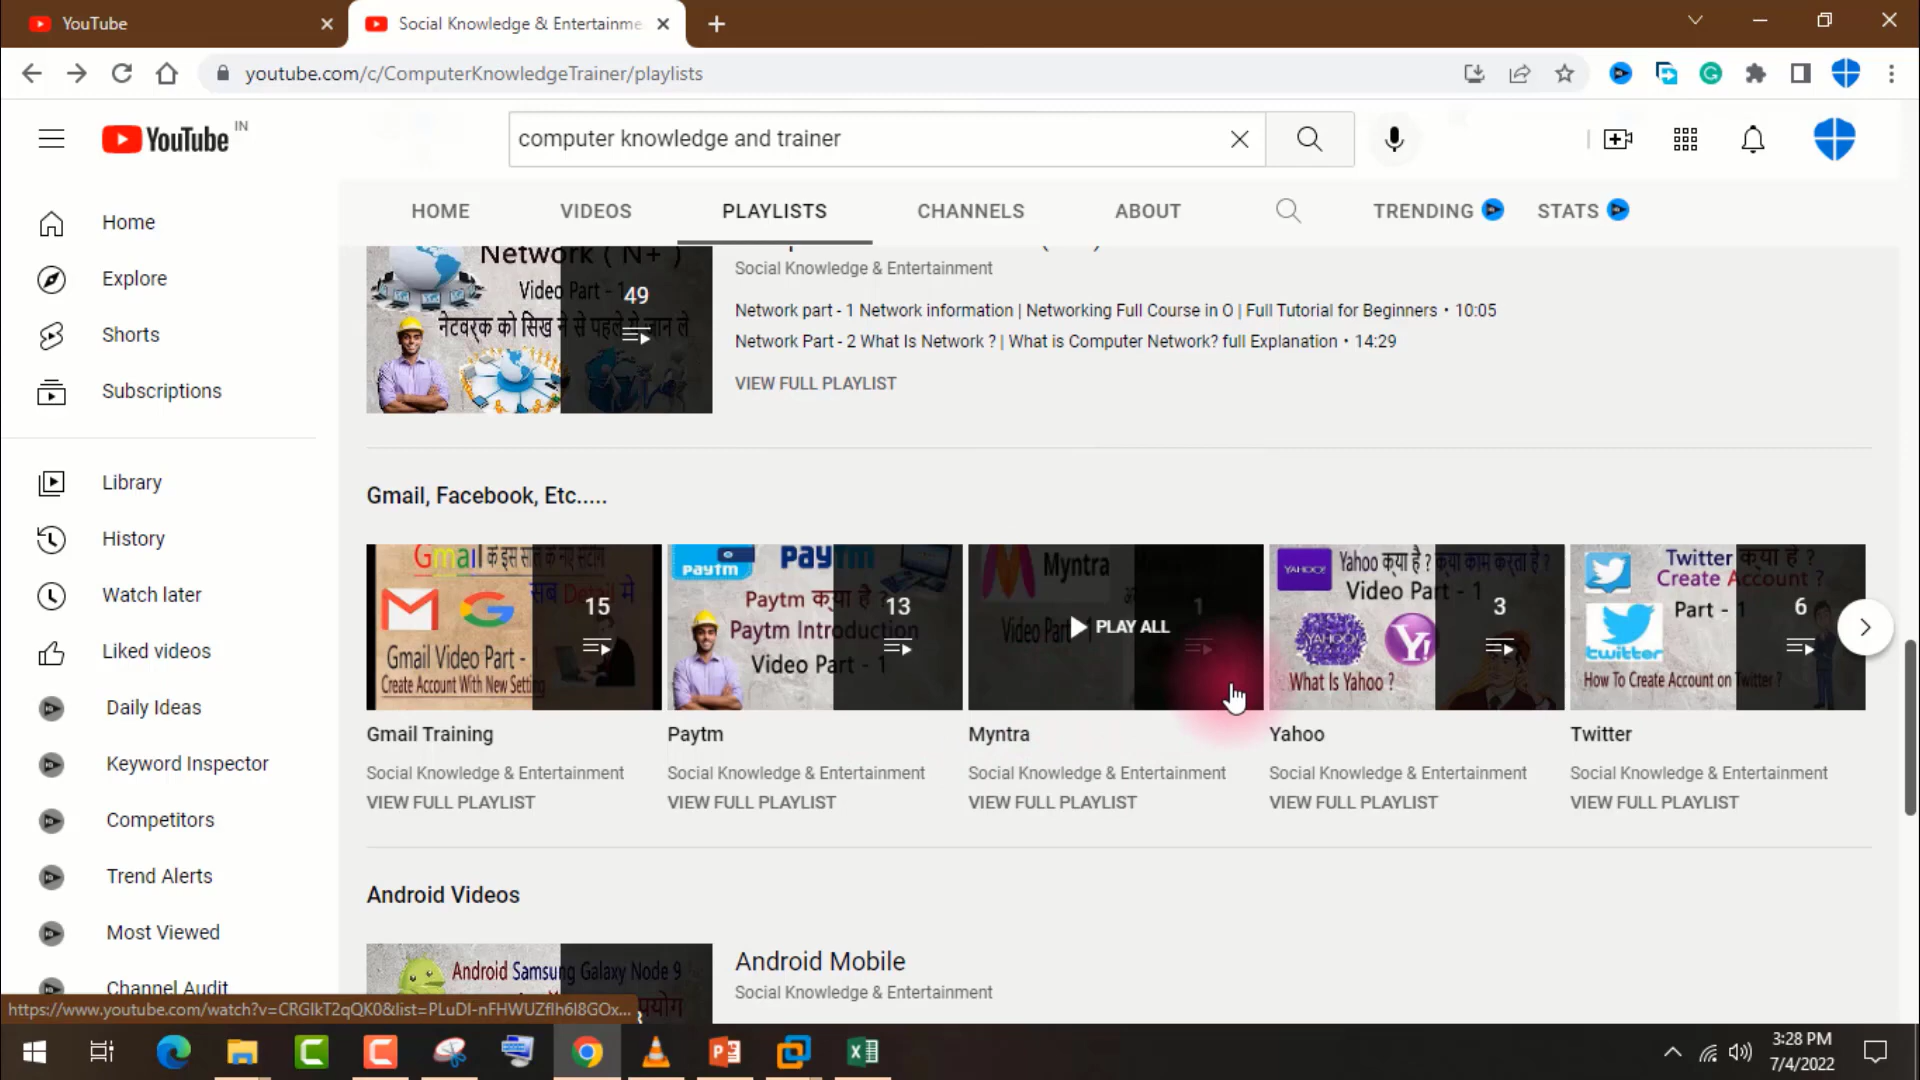 YouTube
Social Knowledge & Entertainme
youtube.com/c/ComputerKnowledgeTrainer/playlists
YouTube IN
computer knowledge and trainer
HOME
VIDEOS
PLAYLISTS
CHANNELS
ABOUT
TRENDING
STATS
Home
Explore
Shorts
Subscriptions
Library
History
Watch later
Liked videos
Daily Ideas
Keyword Inspector
Competitors
Trend Alerts
Most Viewed
Channel Audit
Network ( N+ )
Video Part - 1
नेटवर्क को सिख ने से पहले ये जान ले
49
Social Knowledge & Entertainment
Network part - 1 Network information | Networking Full Course in O | Full Tutorial for Beginners • 10:05
Network Part - 2 What Is Network ? | What is Computer Network? full Explanation • 14:29
VIEW FULL PLAYLIST
Gmail, Facebook, Etc.....
Gmail के इस साल के नए सेटिंग
सब Detail मे
15
Gmail Video Part - 1
Create Account With New Setting
Gmail Training
Social Knowledge & Entertainment
VIEW FULL PLAYLIST
Paytm
Paytm
Paytm क्या है ?
13
Paytm Introduction
Video Part - 1
Paytm
Social Knowledge & Entertainment
VIEW FULL PLAYLIST
Myntra
1
Video Part
PLAY ALL
Myntra
Social Knowledge & Entertainment
VIEW FULL PLAYLIST
YAHOO!
Yahoo क्या है ? क्या काम करता है ?
Video Part - 1
3
YAHOO!
Y!
What Is Yahoo ?
Yahoo
Social Knowledge & Entertainment
VIEW FULL PLAYLIST
Twitter क्या है ?
Create Account ?
Part - 1
6
twitter
How To Create Account on Twitter ?
Twitter
Social Knowledge & Entertainment
VIEW FULL PLAYLIST
Android Videos
Android Samsung Galaxy Node 9
Android Mobile
Social Knowledge & Entertainment
https://www.youtube.com/watch?v=CRGIkT2qQK0&list=PLuDI-nFHWUZflh6I8GOx...
3:28 PM
7/4/2022